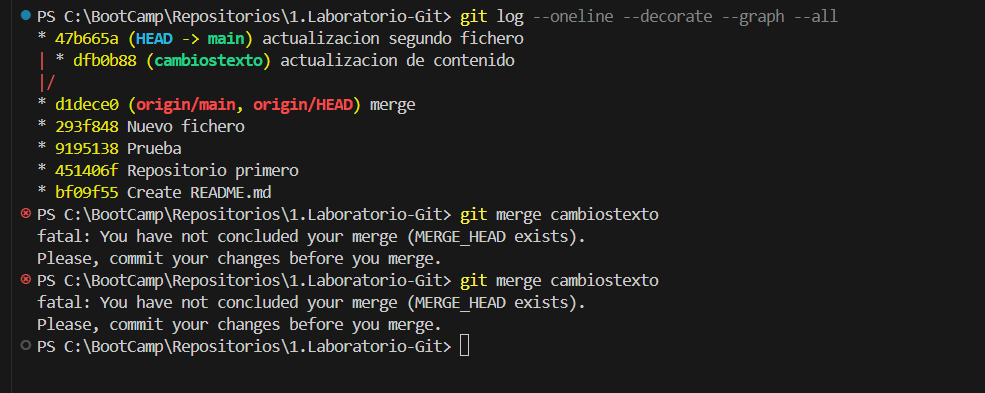 PS C:\BootCamp\Repositorios\1.Laboratorio-Git> git log --oneline --decorate --graph --all
* 47b665a (HEAD -> main) actualizacion segundo fichero
| * dfb0b88 (cambiostexto) actualizacion de contenido
|/
* d1dece0 (origin/main, origin/HEAD) merge
* 293f848 Nuevo fichero
* 9195138 Prueba
* 451406f Repositorio primero
* bf09f55 Create README.md
PS C:\BootCamp\Repositorios\1.Laboratorio-Git> git merge cambiostexto
fatal: You have not concluded your merge (MERGE_HEAD exists).
Please, commit your changes before you merge.
PS C:\BootCamp\Repositorios\1.Laboratorio-Git> git merge cambiostexto
fatal: You have not concluded your merge (MERGE_HEAD exists).
Please, commit your changes before you merge.
PS C:\BootCamp\Repositorios\1.Laboratorio-Git>